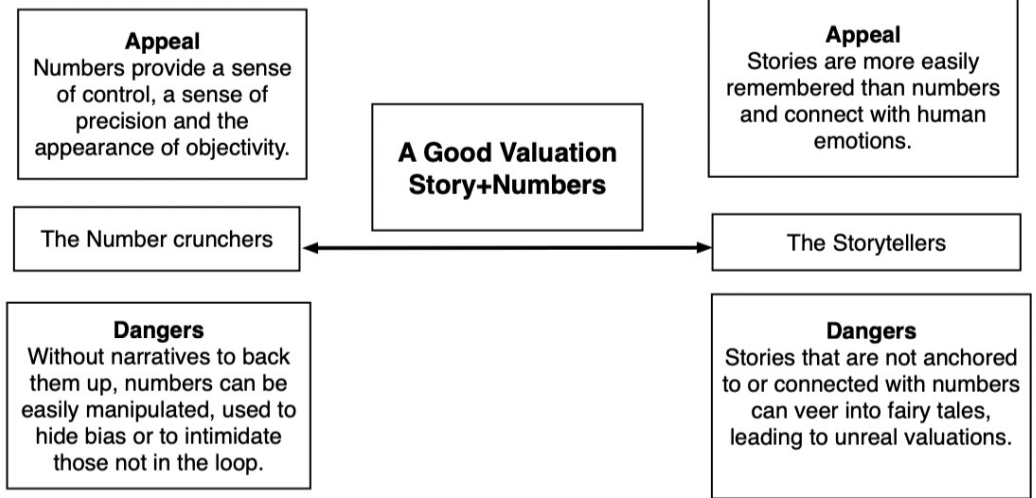 Appeal
Numbers provide a sense
of control, a sense of
precision and the
appearance of objectivity.
The Number crunchers
Dangers
Without narratives to back
them up, numbers can be
easily manipulated, used to
hide bias or to intimidate
those not in the loop.
A Good Valuation
Story+Numbers
Appeal
Stories are more easily
remembered than numbers
and connect with human
emotions.
The Storytellers
Dangers
Stories that are not anchored
to or connected with numbers
can veer into fairy tales,
leading to unreal valuations.